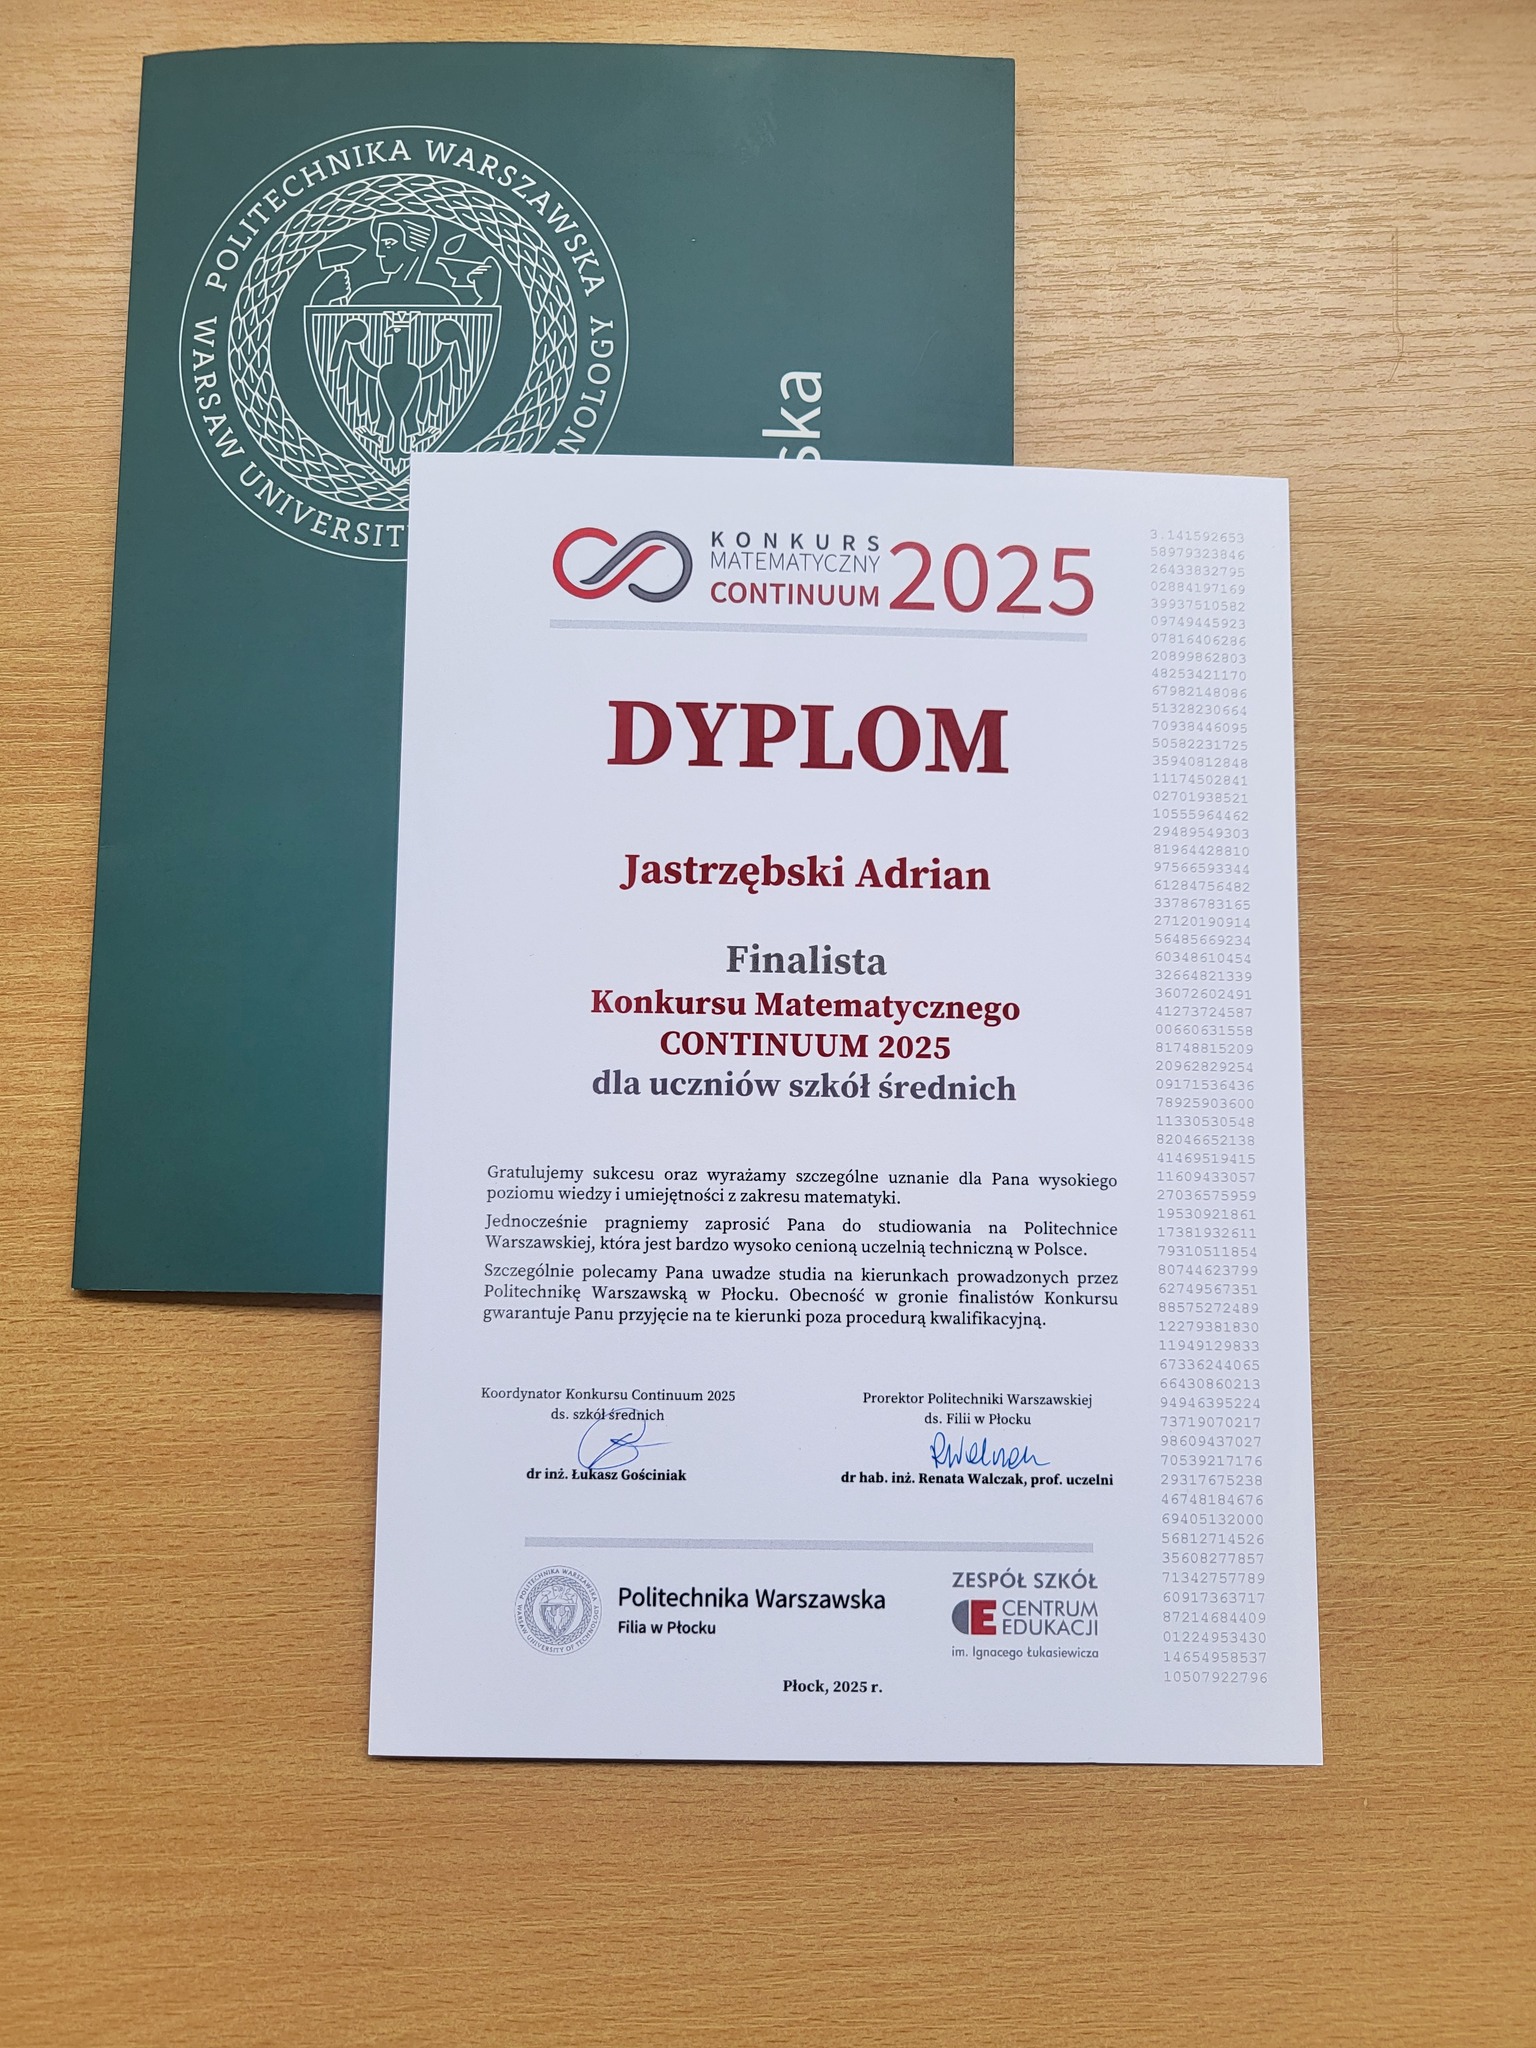 POLITECHNIKA WARSZAWSKA
WARSAW UNIVERSIT
OLOGY
ska
KONKURS
MATEMATYCZNY
CONTINUUM
2025
DYPLOM
Jastrzębski Adrian
Finalista
Konkursu Matematycznego
CONTINUUM 2025
dla uczniów szkół średnich
Gratulujemy sukcesu oraz wyrażamy szczególne uznanie dla Pana wysokiego
poziomu wiedzy i umiejętności z zakresu matematyki.
Jednocześnie pragniemy zaprosić Pana do studiowania na Politechnice
Warszawskiej, która jest bardzo wysoko cenioną uczelnią techniczną w Polsce.
Szczególnie polecamy Pana uwadze studia na kierunkach prowadzonych przez
Politechnikę Warszawską w Płocku. Obecność w gronie finalistów Konkursu
gwarantuje Panu przyjęcie na te kierunki poza procedurą kwalifikacyjną.
Koordynator Konkursu Continuum 2025
ds. szkół średnich
dr inż. Łukasz Gościniak
Prorektor Politechniki Warszawskiej
ds. Filii w Płocku
RWalczak
dr hab. inż. Renata Walczak, prof. uczelni
POLITECHNIKA WARSZAWSKA
WARSAW UNIVERSITY OF TECHNOLOGY
Politechnika Warszawska
Filia w Płocku
ZESPÓŁ SZKÓŁ
CE CENTRUM
EDUKACJI
im. Ignacego Łukasiewicza
Płock, 2025 r.
3.141592653
58979323846
26433832795
02884197169
39937510582
09749445923
07816406286
20899862803
48253421170
67982148086
51328230664
70938446095
50582231725
35940812848
11174502841
02701938521
10555964462
29489549303
81964428810
97566593344
61284756482
33786783165
27120190914
56485669234
60348610454
32664821339
36072602491
41273724587
00660631558
81748815209
20962829254
09171536436
78925903600
11330530548
82046652138
41469519415
11609433057
27036575959
19530921861
17381932611
79310511854
80744623799
62749567351
88575272489
12279381830
11949129833
67336244065
66430860213
94946395224
73719070217
98609437027
70539217176
29317675238
46748184676
69405132000
56812714526
35608277857
71342757789
60917363717
87214684409
01224953430
14654958537
10507922796